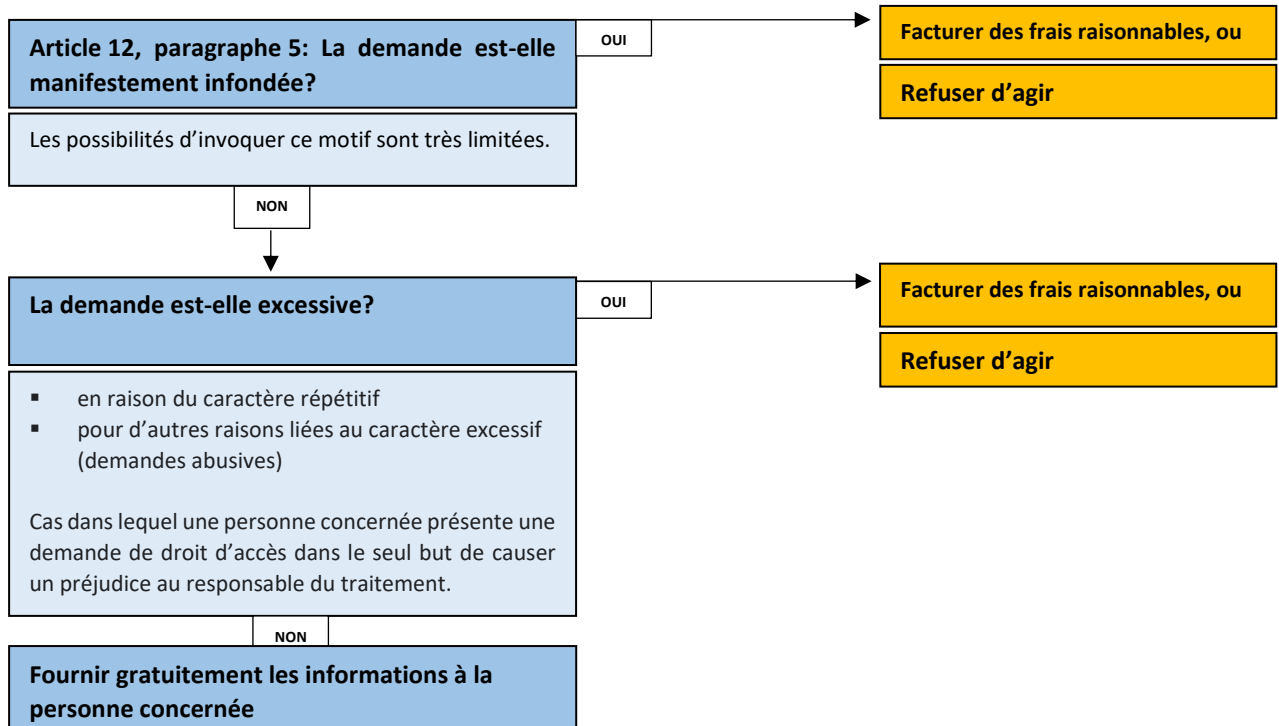 Article 12, paragraphe 5: La demande est-elle
manifestement infondée?
OUI
Facturer des frais raisonnables, ou
Refuser d’agir
Les possibilités d’invoquer ce motif sont très limitées.
NON
La demande est-elle excessive?
OUI
Facturer des frais raisonnables, ou
Refuser d’agir
▪ en raison du caractère répétitif
▪ pour d'autres raisons liées au caractère excessif
(demandes abusives)
Cas dans lequel une personne concernée présente une
demande de droit d’accès dans le seul but de causer
un préjudice au responsable du traitement.
NON
Fournir gratuitement les informations à la
personne concernée